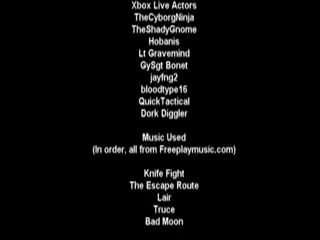 Xbox Live Actors
TheCyborgNinja
TheShadyGnome
Hobanis
Lt Gravemind
GySgt Bonet
jayfng2
bloodtype16
QuickTactical
Dork Diggler
Music Used
(In order, all from Freeplaymusic.com)
Knife Fight
The Escape Route
Lair
Truce
Bad Moon